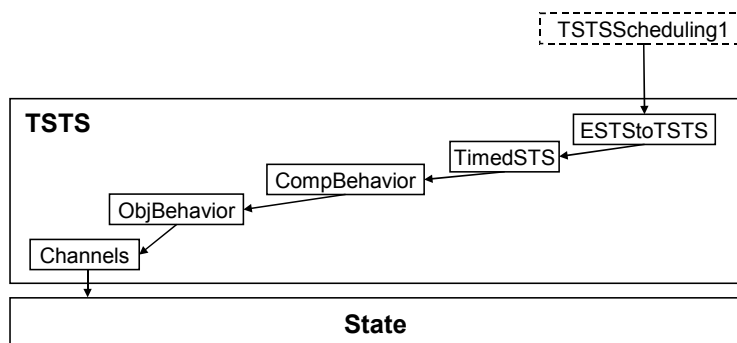 TSTSScheduling1
TSTS
ESTStoTSTS
TimedSTS
CompBehavior
ObjBehavior
Channels
State